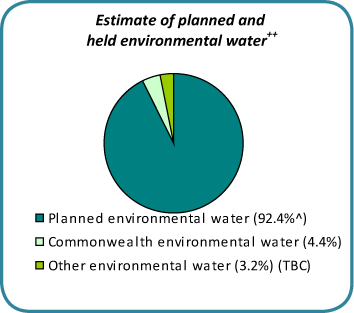 Estimate of planned and
held environmental water++
Planned environmental water (92.4%^)
Commonwealth environmental water (4.4%)
Other environmental water (3.2%) (TBC)